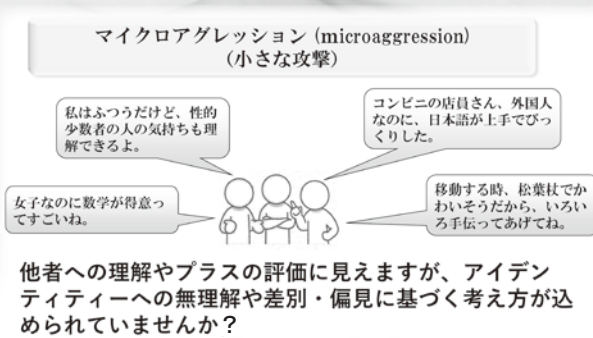 マイクロアグレッション (microaggression)
（小さな攻撃）
私はふつうだけど、性的
少数者の人の気持ちも理
解できるよ。
コンビニの店員さん、外国人
なのに、日本語が上手でびっ
くりした。
女子なのに数学が得意っ
てすごいね。
移動する時、松葉杖でか
わいそうだから、いろい
ろ手伝ってあげてね。
他者への理解やプラスの評価に見えますが、アイデン
ティティーへの無理解や差別・偏見に基づく考え方が込
められていませんか？